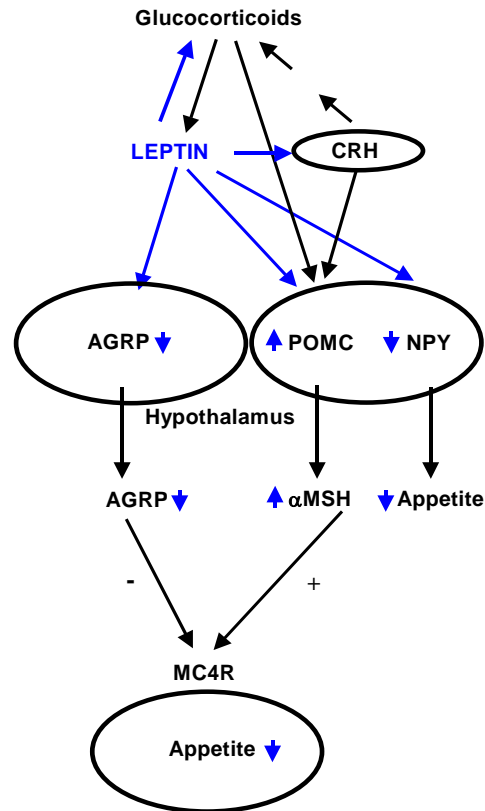 Glucocorticoids
LEPTIN
CRH
AGRP
POMC
NPY
Hypothalamus
AGRP
αMSH
Appetite
-
+
MC4R
Appetite